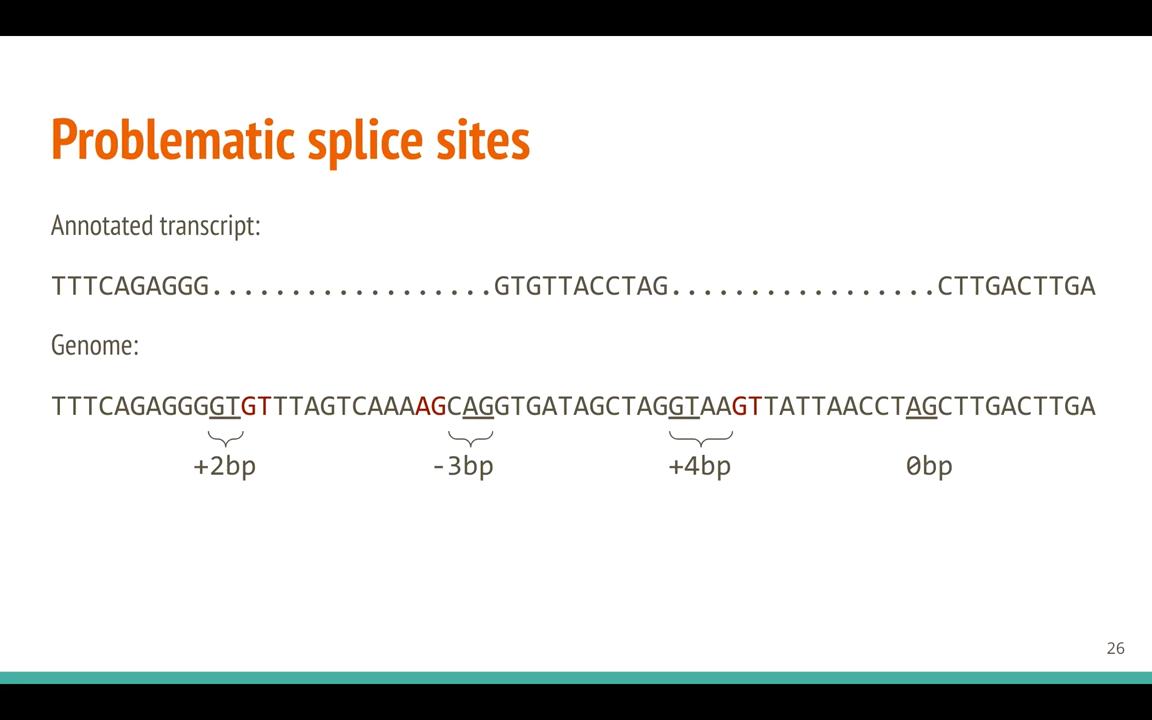 Problematic splice sites
Annotated transcript:
TTTCAGAGGG..................GTGTTACCTAG.................CTTGACTTGA
Genome:
TTTCAGAGGGGTGTTTAGTCAAAAGCAGGTGATAGCTAGGTAAGTTATTAACCTAGCTTGACTTGA
+2bp -3bp +4bp 0bp
26